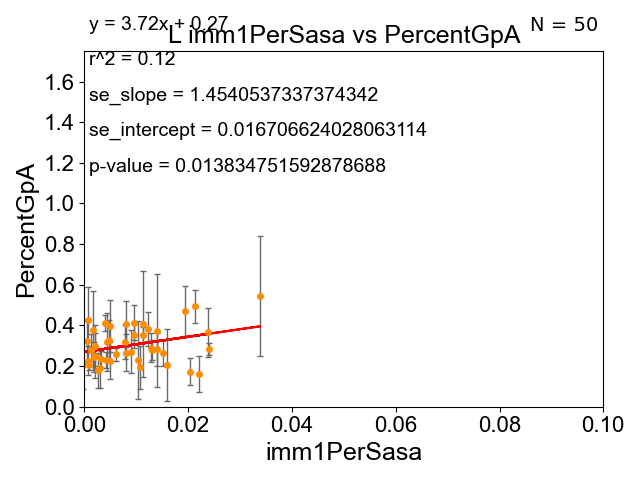 y = 3.72x + 0.27
L imm1PerSasa vs PercentGpA
N = 50
r^2 = 0.12
se_slope = 1.4540537337374342
se_intercept = 0.016706624028063114
p-value = 0.013834751592878688
PercentGpA
1.6
1.4
1.2
1.0
0.8
0.6
0.4
0.2
0.0
0.00 0.02 0.04 0.06 0.08 0.10
imm1PerSasa